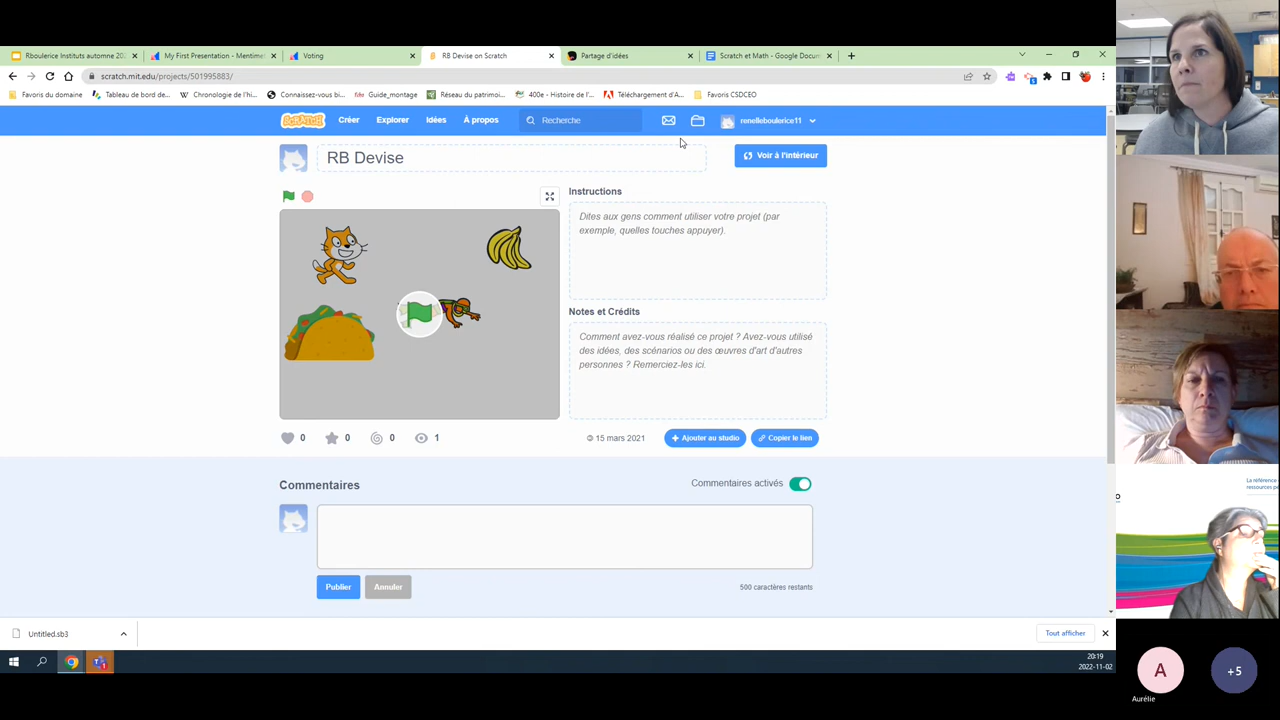 Rboulerice Instituts automne 202
My First Presentation - Mentimet
Voting
RB Devise on Scratch
Partage d'idées
Scratch et Math - Google Docum
scratch.mit.edu/projects/501995883/
Favoris du domaine
Tableau de bord de...
Chronologie de l'hi...
Connaissez-vous bi...
Guide_montage
Réseau du patrimoi...
400e - Histoire de l'...
Téléchargement d'A...
Favoris CSDCEO
SCRATCH
Créer
Explorer
Idées
À propos
Recherche
renelleboulerice11
RB Devise
Voir à l'intérieur
Instructions
Dites aux gens comment utiliser votre projet (par
exemple, quelles touches appuyer).
Notes et Crédits
Comment avez-vous réalisé ce projet ? Avez-vous utilisé
des idées, des scénarios ou des œuvres d'art d'autres
personnes ? Remerciez-les ici.
0
0
0
1
15 mars 2021
Ajouter au studio
Copier le lien
Commentaires
Commentaires activés
Publier
Annuler
500 caractères restants
Untitled.sb3
Tout afficher
20:19
2022-11-02
La référence
ressources p
A
+5
Aurélie